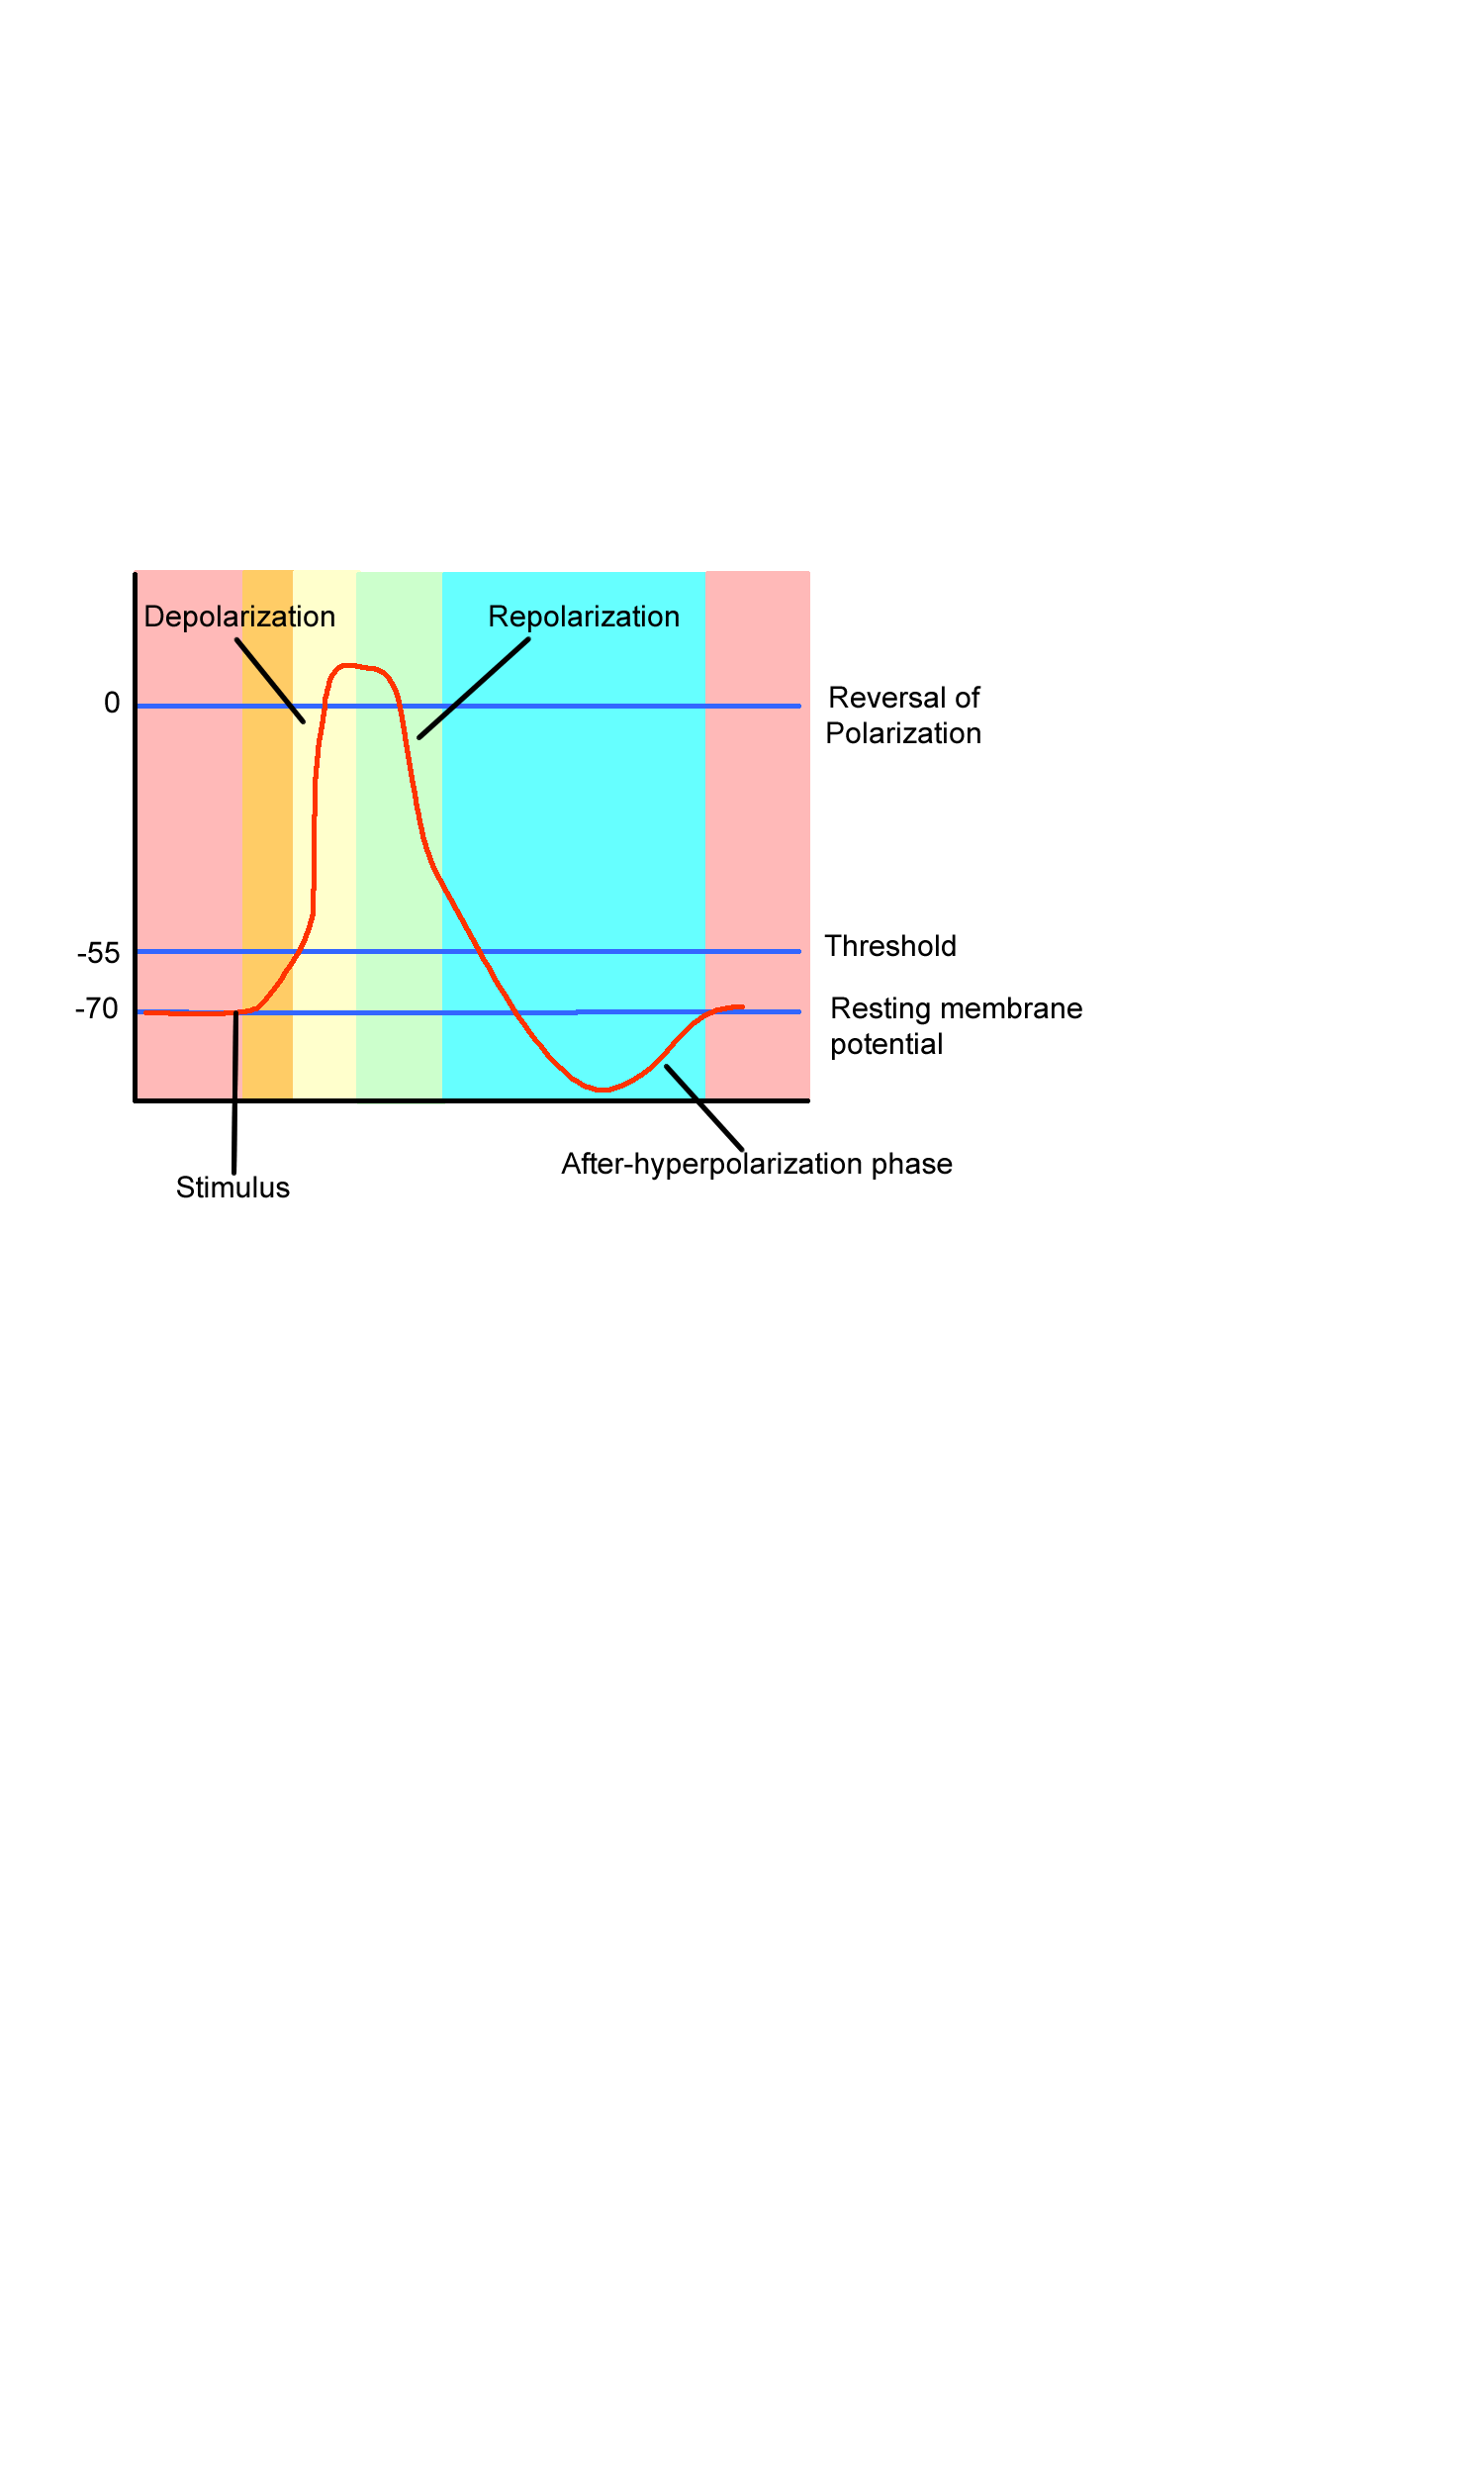 Depolarization
Repolarization
0
Reversal of
Polarization
-55
Threshold
-70
Resting membrane
potential
After-hyperpolarization phase
Stimulus